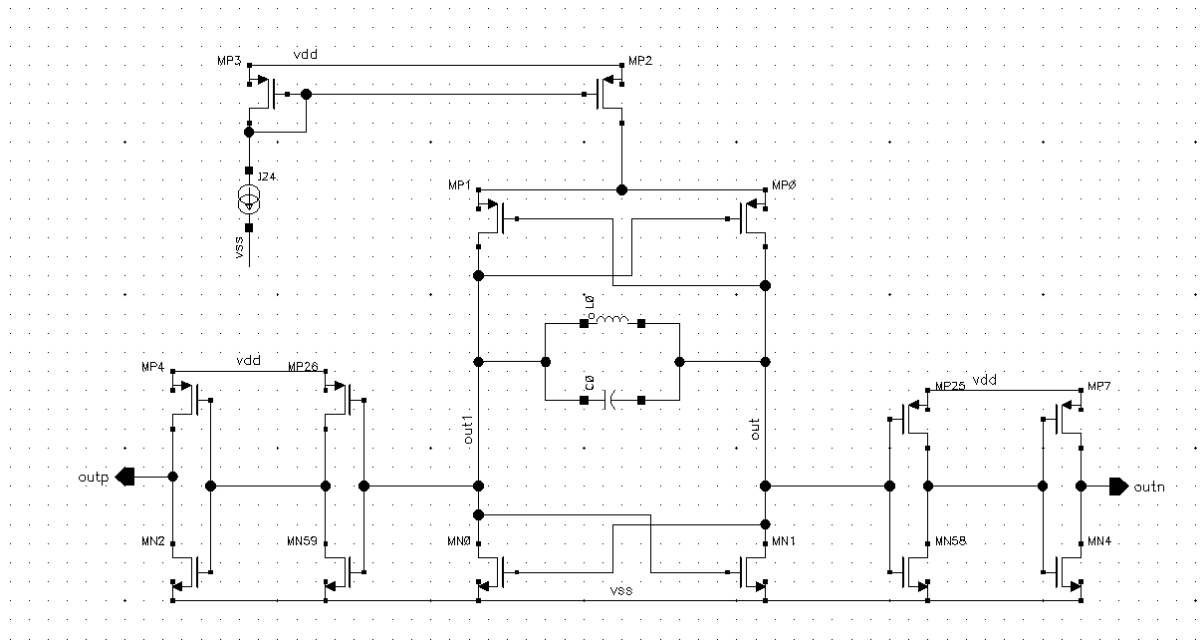 MP3 vdd MP2
I24
vss
MP1 MPØ
LØ
CØ
MP4 vdd MP26
MP25 vdd MP7
out1 out
outp outn
MN2 MN59 MNØ MN1 MN58 MN4
vss